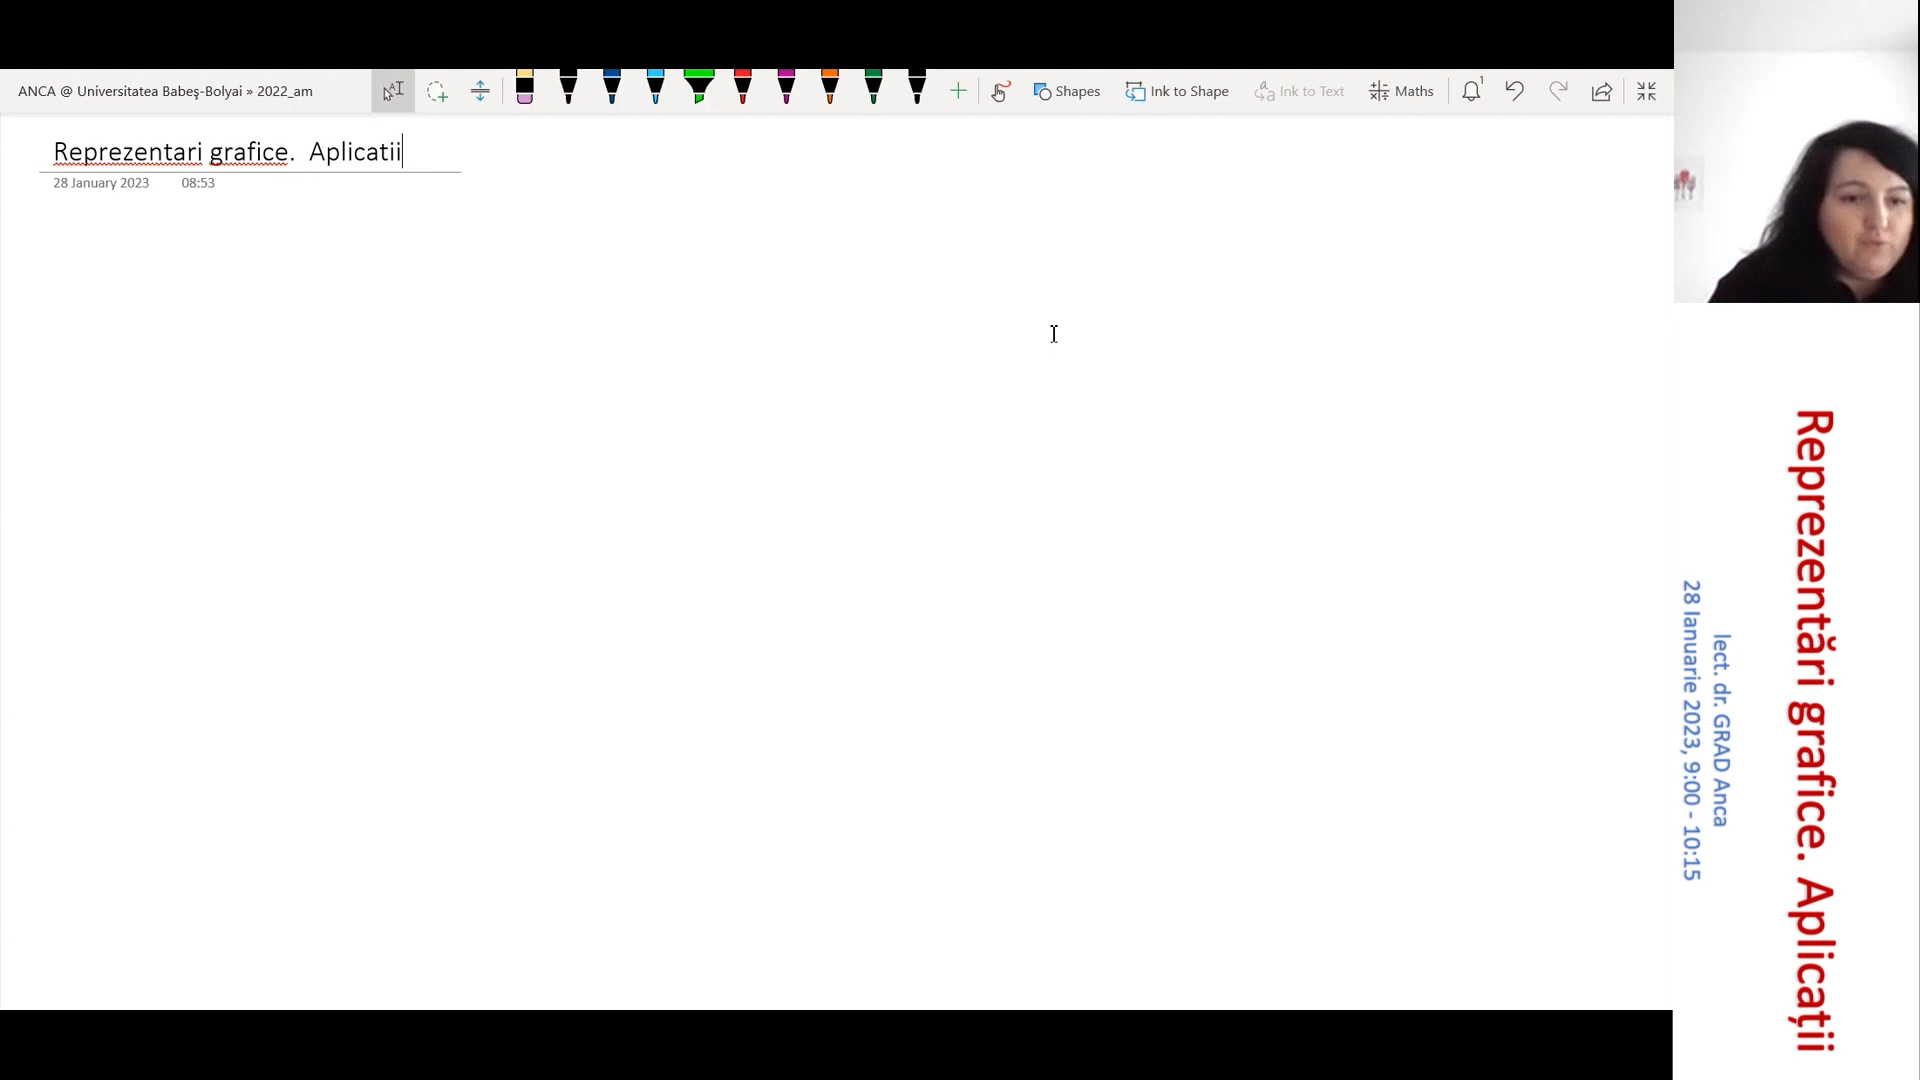 ANCA @ Universitatea Babeş-Bolyai » 2022_am
Shapes
Ink to Shape
Ink to Text
Maths
1
Reprezentari grafice.  Aplicatii
28 January 2023 08:53
Reprezentări grafice. Aplicații
lect. dr. GRAD Anca
28 Ianuarie 2023, 9:00 - 10:15